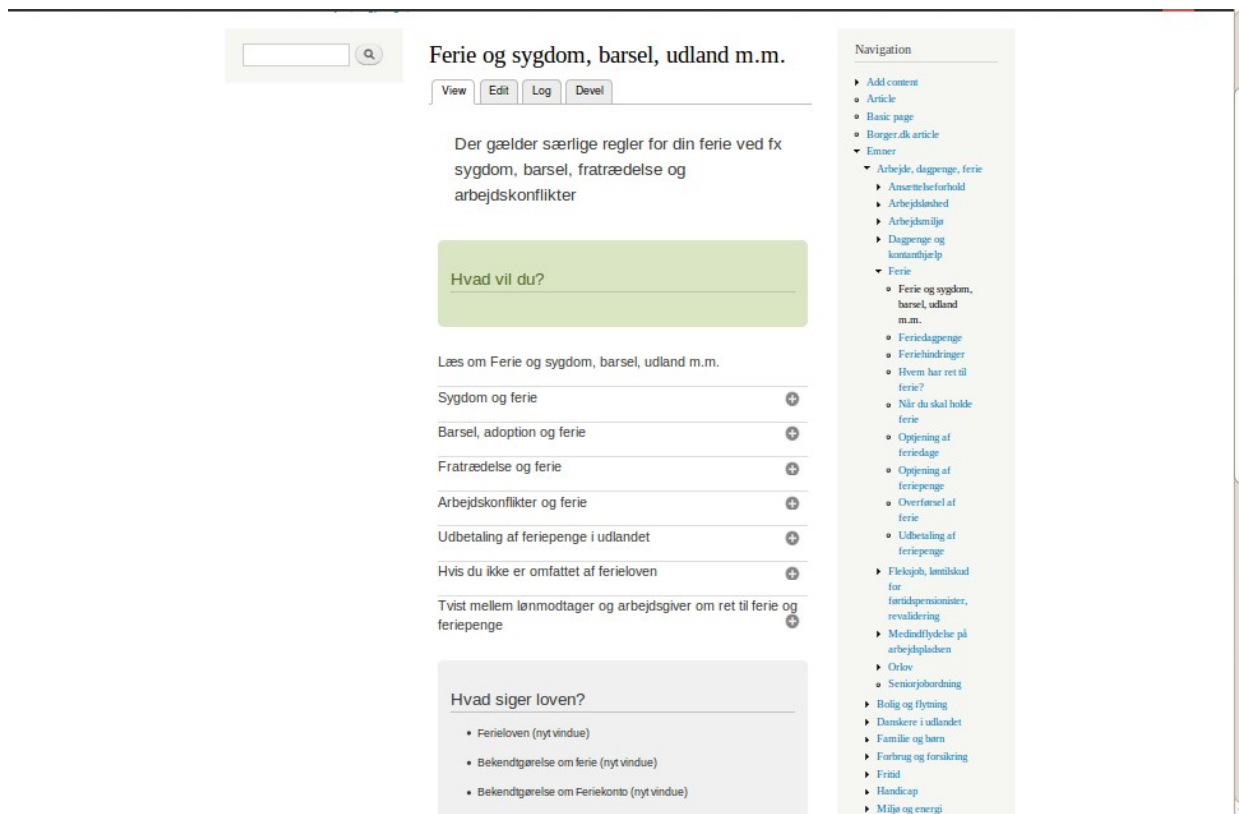 Ferie og sygdom, barsel, udland m.m.
View Edit Log Devel
Der gælder særlige regler for din ferie ved fx
sygdom, barsel, fratrædelse og
arbejdskonflikter
Hvad vil du?
Læs om Ferie og sygdom, barsel, udland m.m.
Sygdom og ferie
Barsel, adoption og ferie
Fratrædelse og ferie
Arbejdskonflikter og ferie
Udbetaling af feriepenge i udlandet
Hvis du ikke er omfattet af ferieloven
Tvist mellem lønmodtager og arbejdsgiver om ret til ferie og
feriepenge
Hvad siger loven?
Ferieloven (nyt vindue)
Bekendtgørelse om ferie (nyt vindue)
Bekendtgørelse om Feriekonto (nyt vindue)
Navigation
Add content
Article
Basic page
Borger.dk article
Emner
Arbejde, dagpenge, ferie
Ansættelseforhold
Arbejdsløshed
Arbejdsmiljø
Dagpenge og
kontanthjælp
Ferie
Ferie og sygdom,
barsel, udland
m.m.
Feriedagpenge
Feriehindringer
Hvem har ret til
ferie?
Når du skal holde
ferie
Optjening af
feriedage
Optjening af
feriepenge
Overførsel af
ferie
Udbetaling af
feriepenge
Fleksjob, løntilskud
for
førtidspensionister,
revalidering
Medindflydelse på
arbejdspladsen
Orlov
Seniorjobordning
Bolig og flytning
Danskere i udlandet
Familie og børn
Forbrug og forsikring
Fritid
Handicap
Miljø og energi